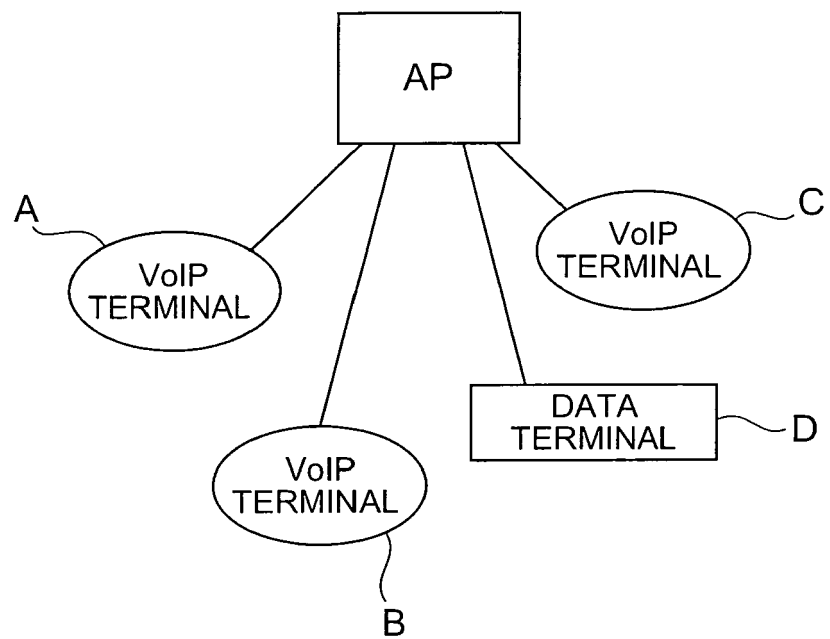 AP
A
VoIP
TERMINAL
C
VoIP
TERMINAL
DATA
TERMINAL
D
VoIP
TERMINAL
B